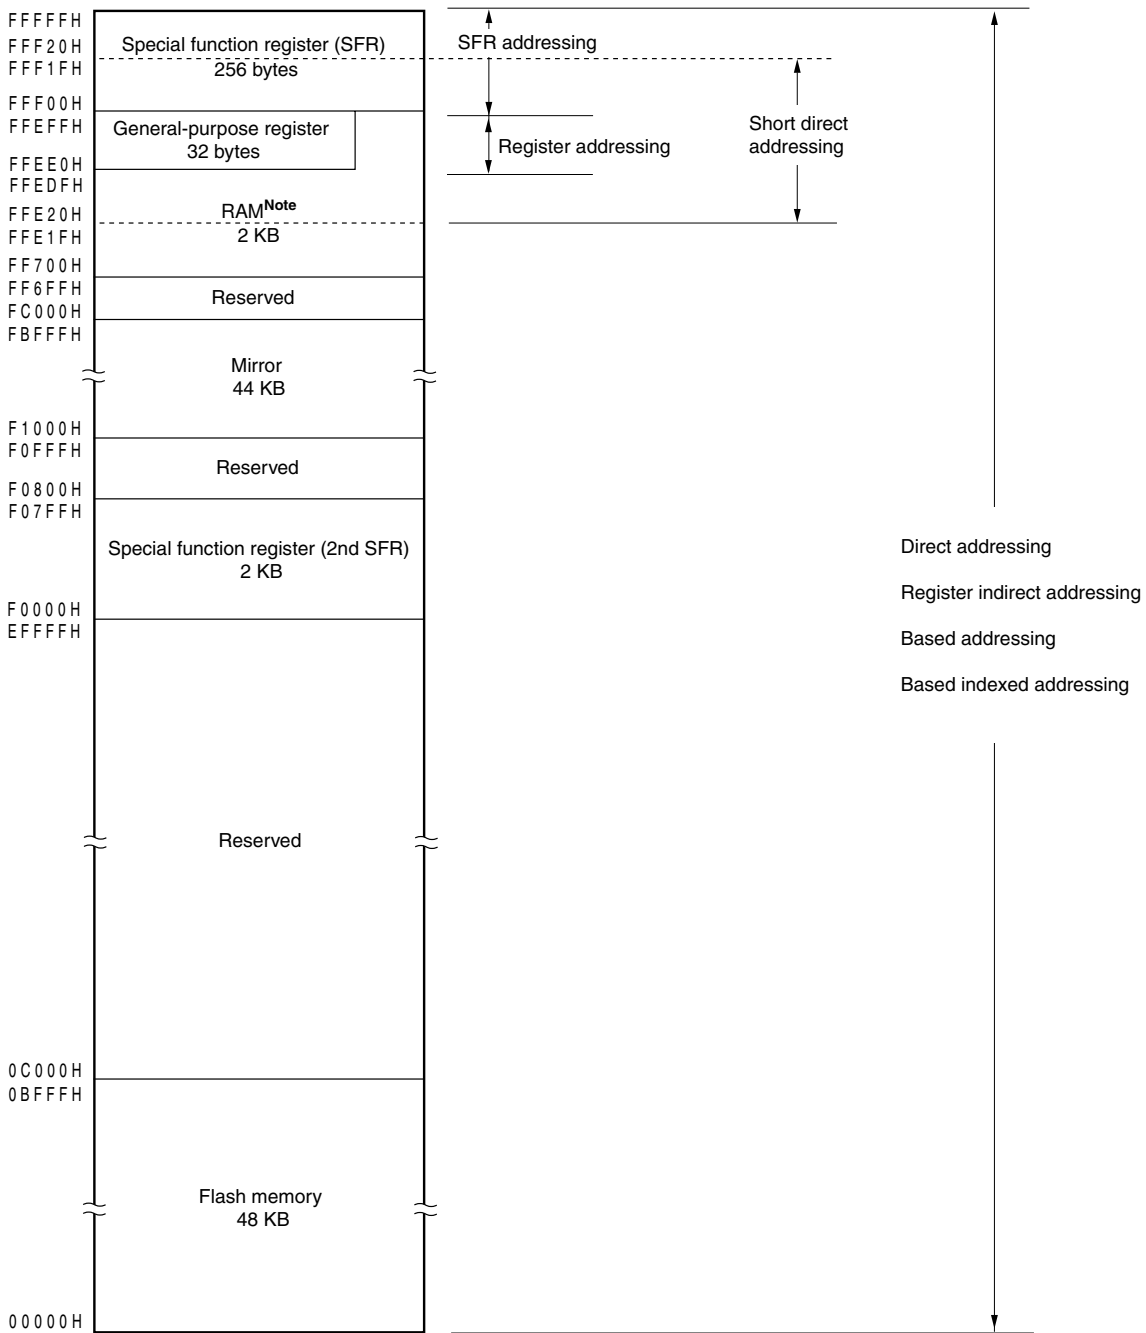 FFFFFH
FFF20H
FFF1FH
FFF00H
FFEFFH
FFEE0H
FFEDFH
FFE20H
FFE1FH
FF700H
FF6FFH
FC000H
FBFFFH
F1000H
F0FFFH
F0800H
F07FFH
F0000H
EFFFFH
0C000H
0BFFFH
00000H
Special function register (SFR)
256 bytes
General-purpose register
32 bytes
RAMNote
2 KB
Reserved
Mirror
44 KB
Reserved
Special function register (2nd SFR)
2 KB
Reserved
Flash memory
48 KB
SFR addressing
Register addressing
Short direct
addressing
Direct addressing
Register indirect addressing
Based addressing
Based indexed addressing